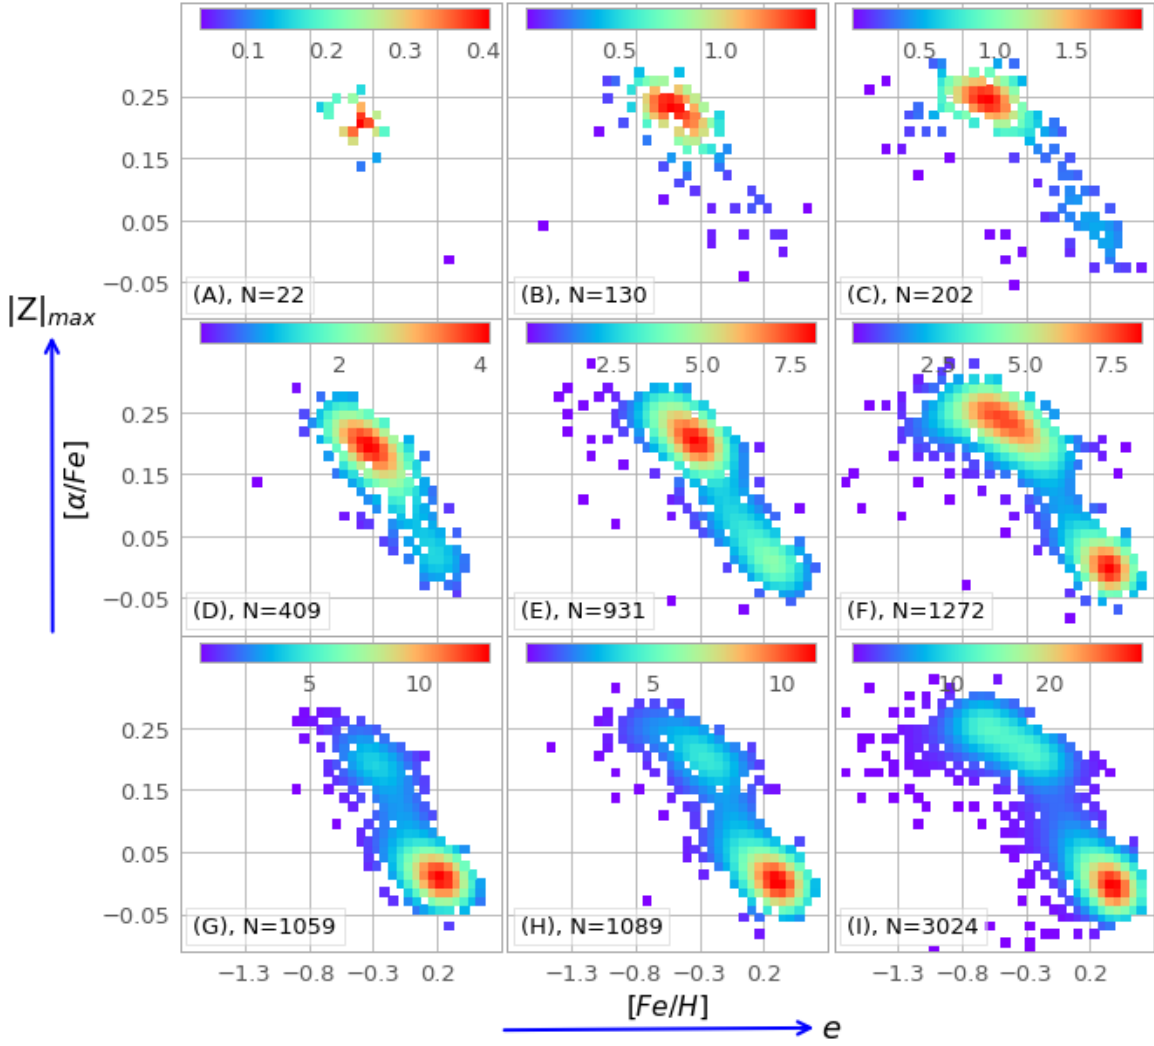 0.1 0.2 0.3 0.4 0.5 1.0 0.5 1.0 1.5
0.25
0.15
0.05
−0.05
(A), N=22 (B), N=130 (C), N=202
|Z|max
2 4 2.5 5.0 7.5 2.5 5.0 7.5
0.25
0.15
0.05
−0.05
[α/Fe]
(D), N=409 (E), N=931 (F), N=1272
5 10 5 10 10 20
0.25
0.15
0.05
−0.05
(G), N=1059 (H), N=1089 (I), N=3024
−1.3 −0.8 −0.3 0.2 −1.3 −0.8 −0.3 0.2 −1.3 −0.8 −0.3 0.2
[Fe/H]
e